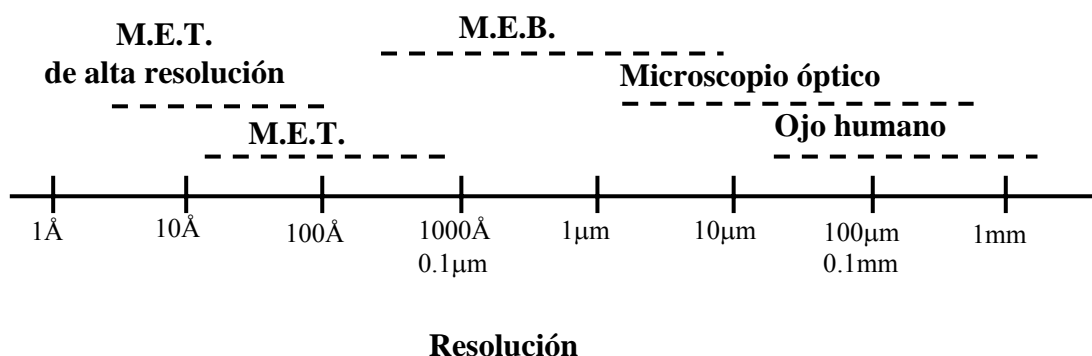 M.E.T.
de alta resolución
M.E.B.
Microscopio óptico
M.E.T.
Ojo humano
1Å
10Å
100Å
1000Å
0.1μm
1μm
10μm
100μm
0.1mm
1mm
Resolución